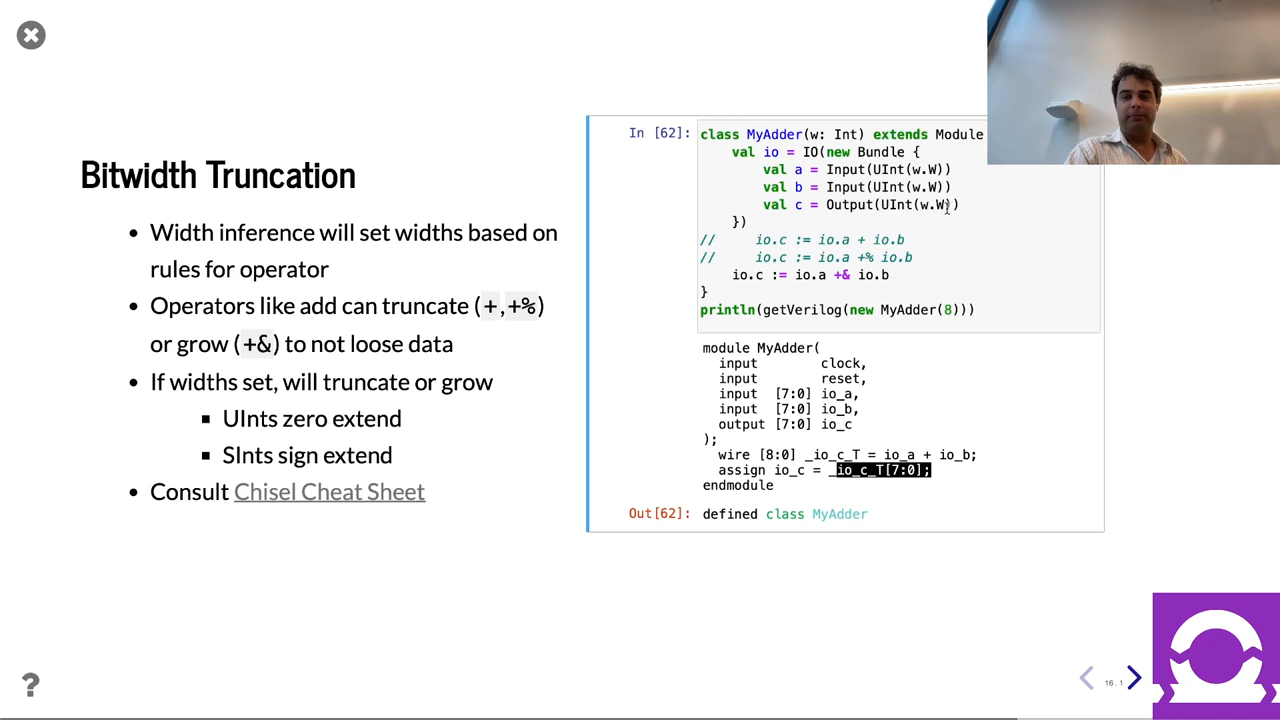 Bitwidth Truncation
Width inference will set widths based on
rules for operator
Operators like add can truncate (+,+%)
or grow (+&) to not loose data
If widths set, will truncate or grow
UInts zero extend
SInts sign extend
Consult Chisel Cheat Sheet
In [62]:
class MyAdder(w: Int) extends Module
val io = IO(new Bundle {
val a = Input(UInt(w.W))
val b = Input(UInt(w.W))
val c = Output(UInt(w.W))
})
// io.c := io.a + io.b
// io.c := io.a +% io.b
io.c := io.a +& io.b
}
println(getVerilog(new MyAdder(8)))
module MyAdder(
input clock,
input reset,
input [7:0] io_a,
input [7:0] io_b,
output [7:0] io_c
);
wire [8:0] _io_c_T = io_a + io_b;
assign io_c = _io_c_T[7:0];
endmodule
Out[62]: defined class MyAdder
?
16.1